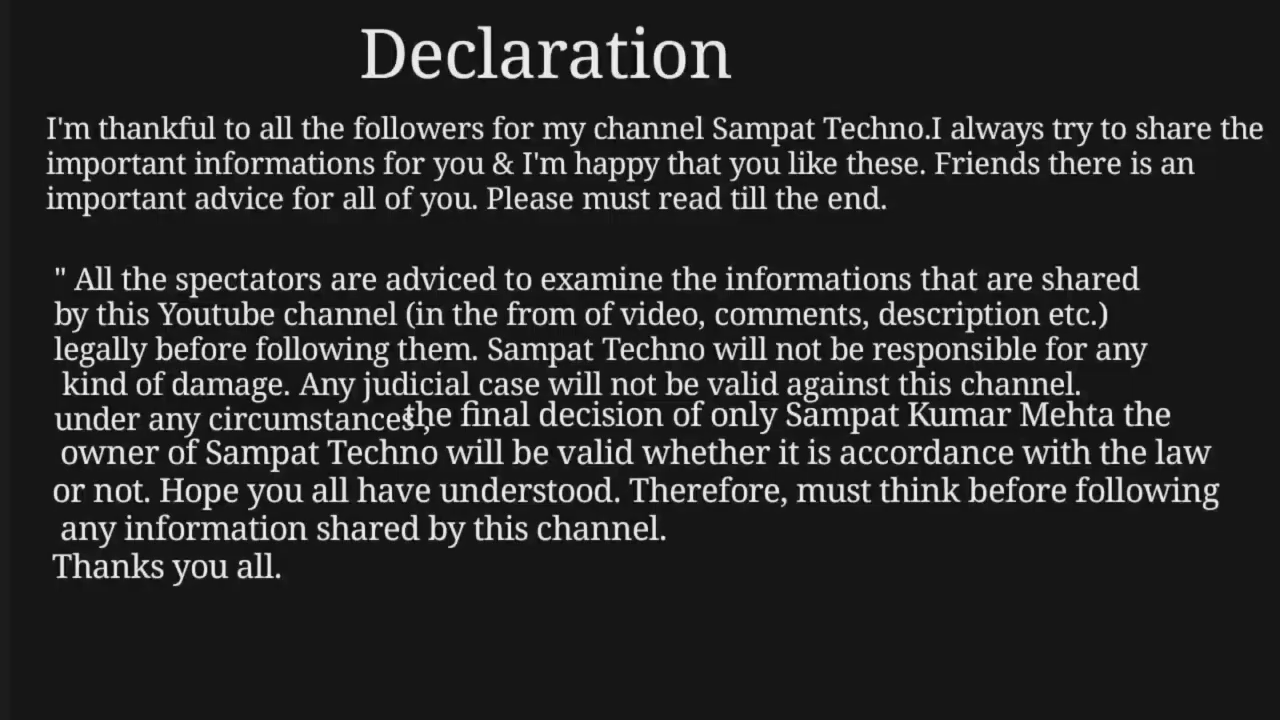 Declaration
I'm thankful to all the followers for my channel Sampat Techno.I always try to share the
important informations for you & I'm happy that you like these. Friends there is an
important advice for all of you. Please must read till the end.
" All the spectators are adviced to examine the informations that are shared
by this Youtube channel (in the from of video, comments, description etc.)
legally before following them. Sampat Techno will not be responsible for any
kind of damage. Any judicial case will not be valid against this channel.
under any circumstances, the final decision of only Sampat Kumar Mehta the
owner of Sampat Techno will be valid whether it is accordance with the law
or not. Hope you all have understood. Therefore, must think before following
any information shared by this channel.
Thanks you all.